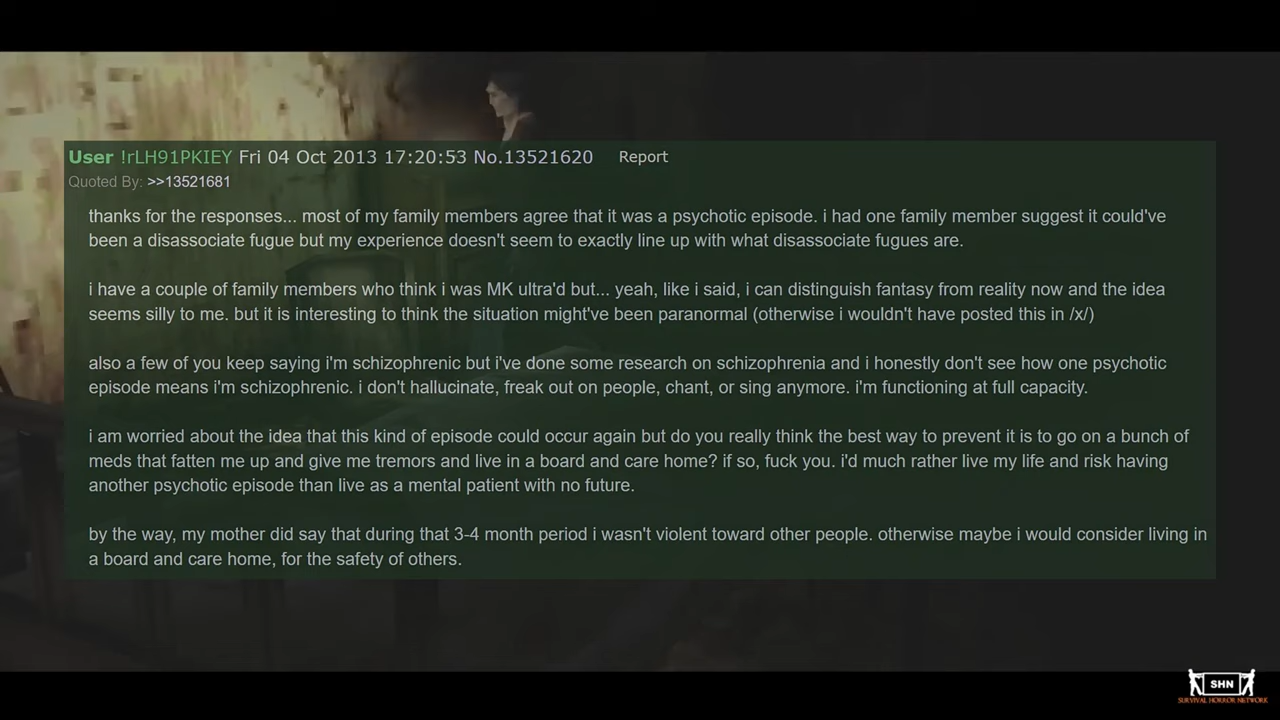 User !rLH91PKIEY Fri 04 Oct 2013 17:20:53 No.13521620 Report
Quoted By: >>13521681
thanks for the responses... most of my family members agree that it was a psychotic episode. i had one family member suggest it could've
been a disassociate fugue but my experience doesn't seem to exactly line up with what disassociate fugues are.
i have a couple of family members who think i was MK ultra'd but... yeah, like i said, i can distinguish fantasy from reality now and the idea
seems silly to me. but it is interesting to think the situation might've been paranormal (otherwise i wouldn't have posted this in /x/)
also a few of you keep saying i'm schizophrenic but i've done some research on schizophrenia and i honestly don't see how one psychotic
episode means i'm schizophrenic. i don't hallucinate, freak out on people, chant, or sing anymore. i'm functioning at full capacity.
i am worried about the idea that this kind of episode could occur again but do you really think the best way to prevent it is to go on a bunch of
meds that fatten me up and give me tremors and live in a board and care home? if so, fuck you. i'd much rather live my life and risk having
another psychotic episode than live as a mental patient with no future.
by the way, my mother did say that during that 3-4 month period i wasn't violent toward other people. otherwise maybe i would consider living in
a board and care home, for the safety of others.
SHN
SURVIVAL HORROR NETWORK